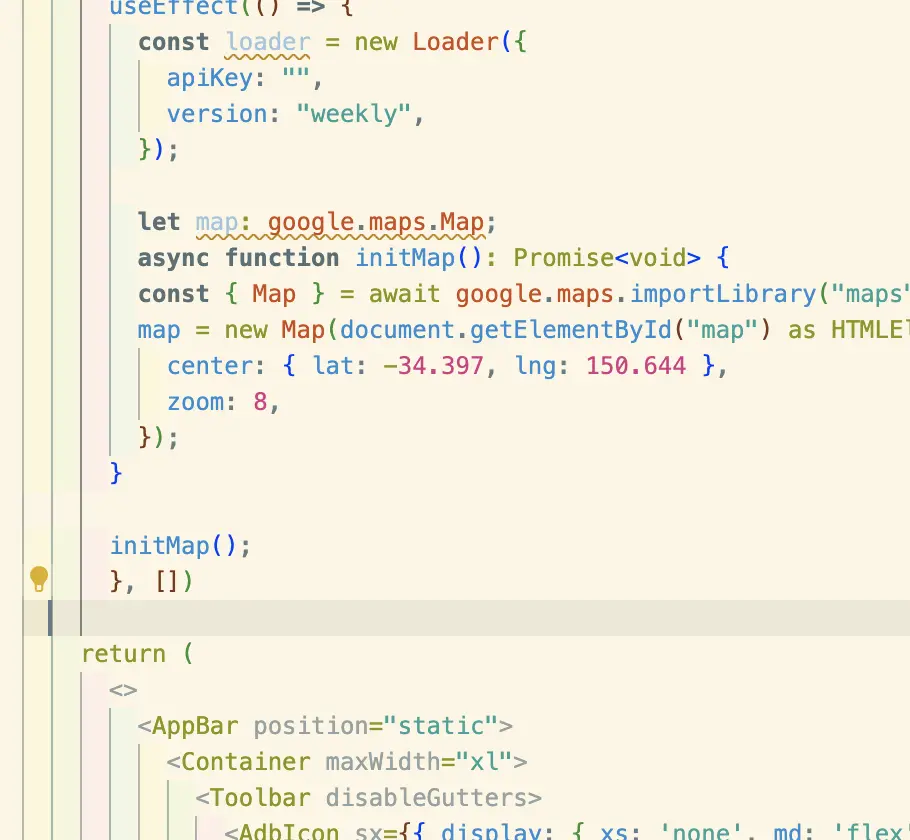 useEffect(() => {
const loader = new Loader({
apiKey: "",
version: "weekly",
});
let map: google.maps.Map;
async function initMap(): Promise<void> {
const { Map } = await google.maps.importLibrary("maps"
map = new Map(document.getElementById("map") as HTMLEl
center: { lat: -34.397, lng: 150.644 },
zoom: 8,
});
}
initMap();
}, [])
return (
<>
<AppBar position="static">
<Container maxWidth="xl">
<Toolbar disableGutters>
<AdbIcon sx={{ display: { xs: 'none', md: 'flex'